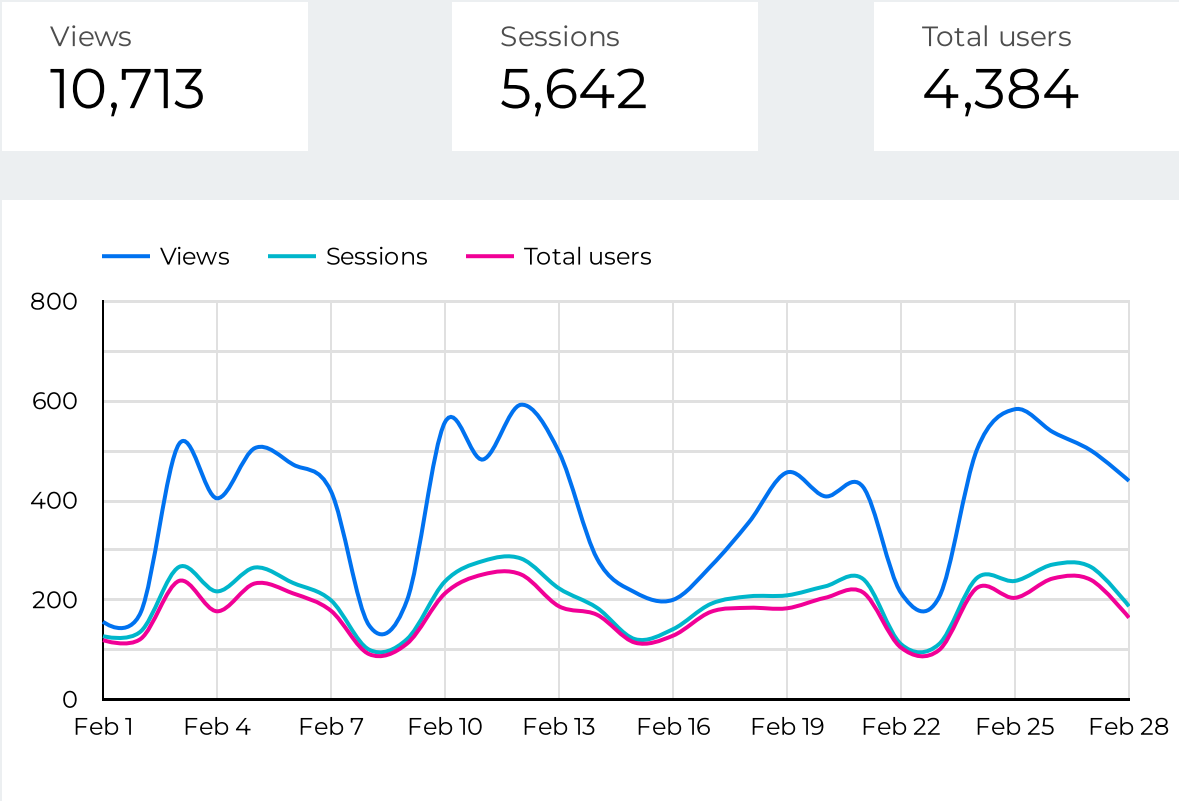 Views Sessions Total users
10,713 5,642 4,384
Views Sessions Total users
800
600
400
200
0
Feb 1 Feb 4 Feb 7 Feb 10 Feb 13 Feb 16 Feb 19 Feb 22 Feb 25 Feb 28